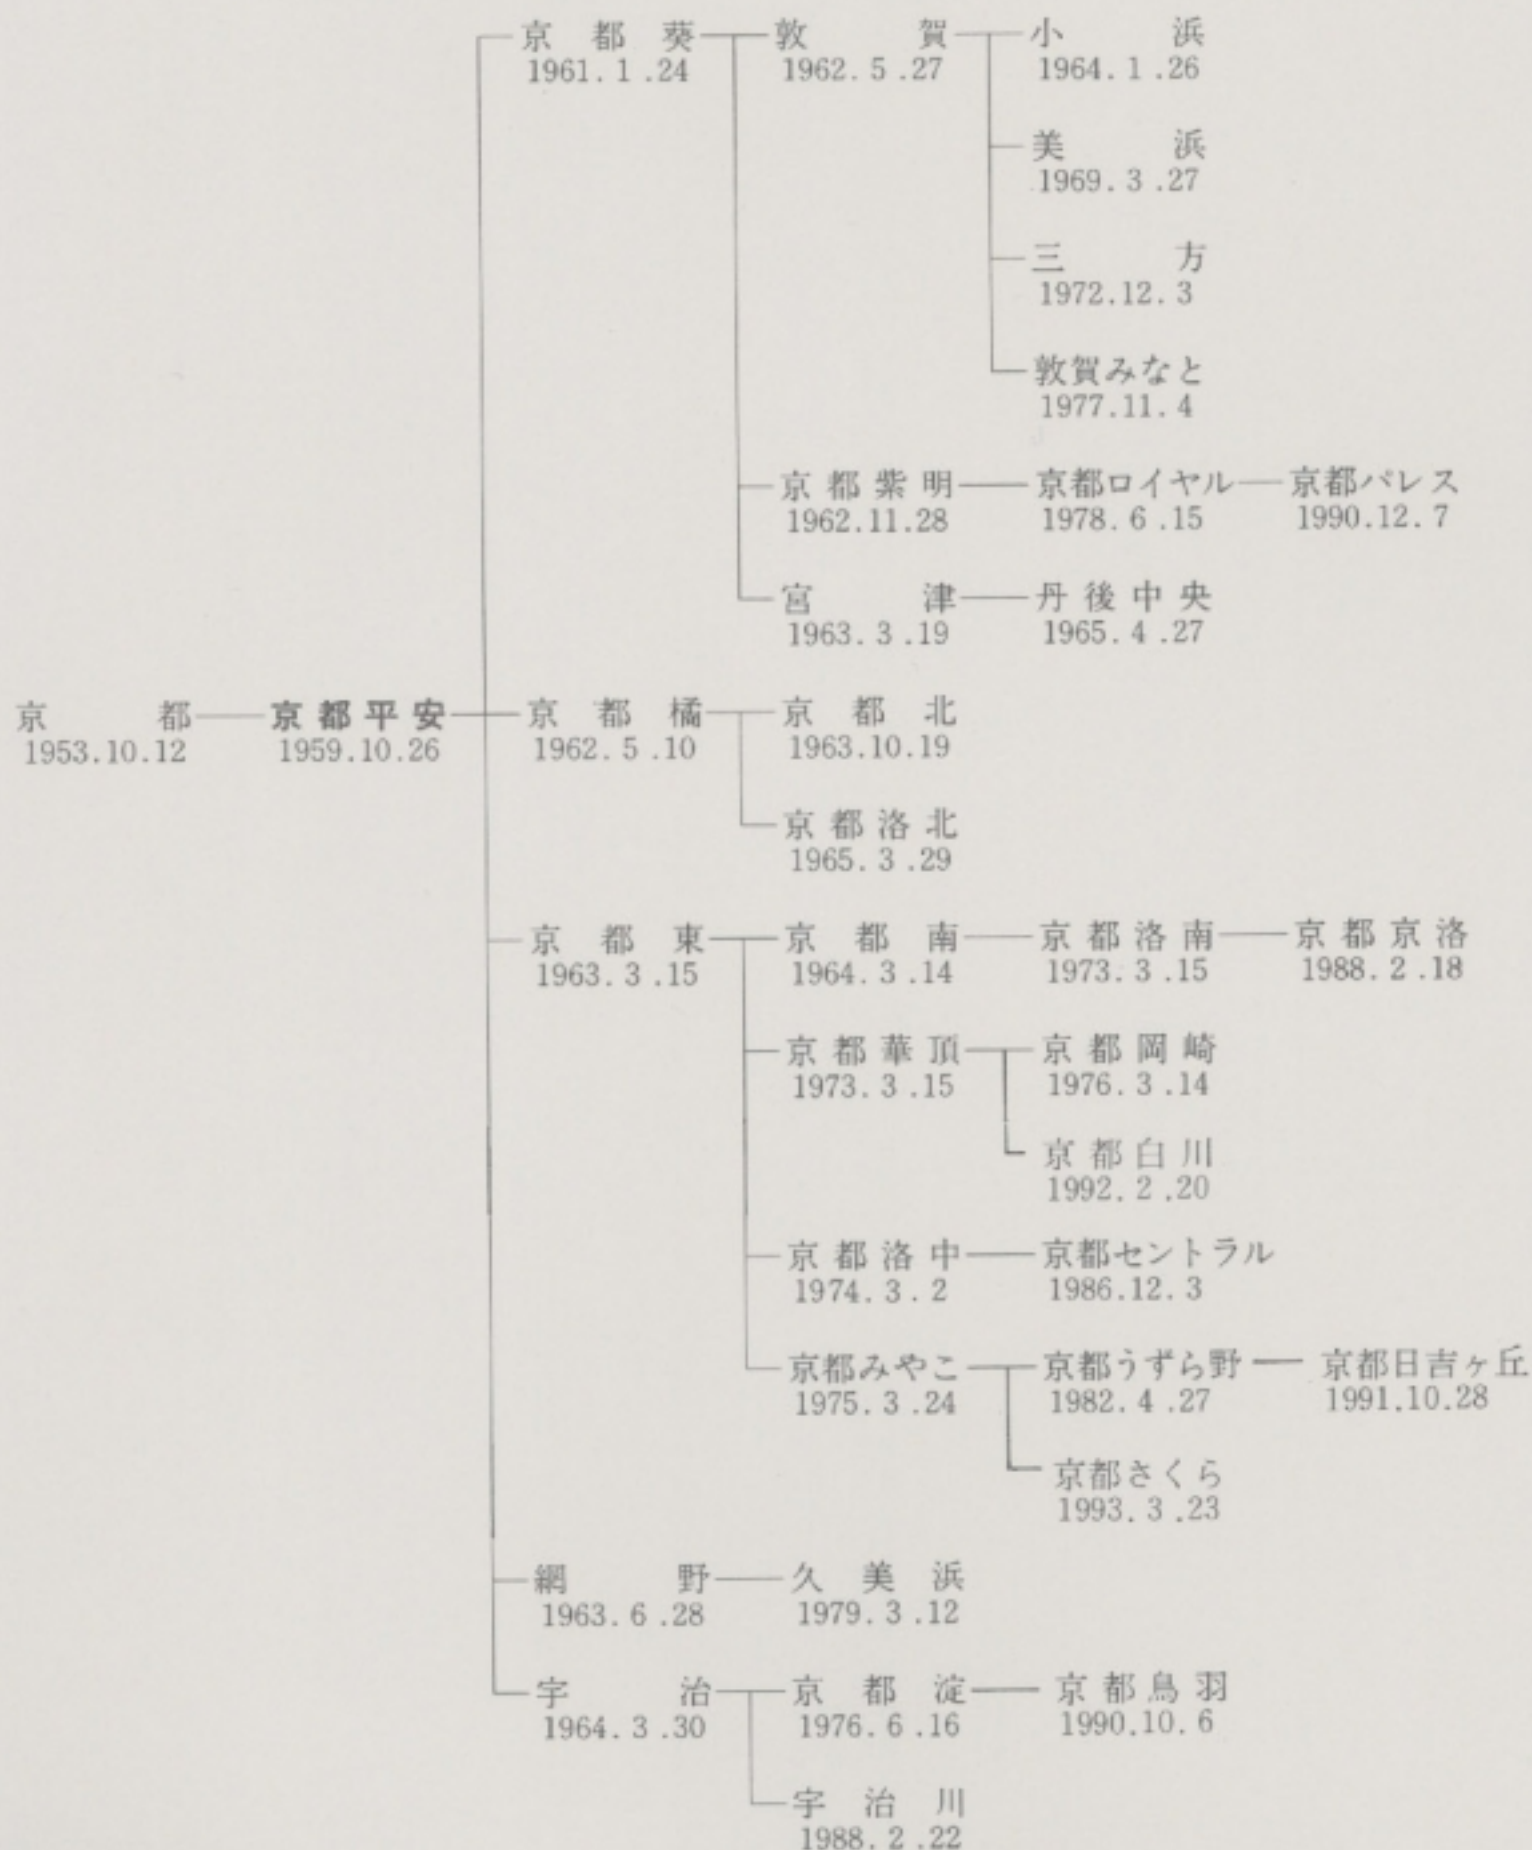 京都葵
1961.1.24
敦賀
1962.5.27
小浜
1964.1.26
美浜
1969.3.27
三方
1972.12.3
敦賀みなと
1977.11.4
京都紫明
1962.11.28
京都ロイヤル
1978.6.15
京都パレス
1990.12.7
宮津
1963.3.19
丹後中央
1965.4.27
京都
1953.10.12
京都平安
1959.10.26
京都橘
1962.5.10
京都北
1963.10.19
京都洛北
1965.3.29
京都東
1963.3.15
京都南
1964.3.14
京都洛南
1973.3.15
京都京洛
1988.2.18
京都華頂
1973.3.15
京都岡崎
1976.3.14
京都白川
1992.2.20
京都洛中
1974.3.2
京都セントラル
1986.12.3
京都みやこ
1975.3.24
京都うずら野
1982.4.27
京都日吉ヶ丘
1991.10.28
京都さくら
1993.3.23
網野
1963.6.28
久美浜
1979.3.12
宇治
1964.3.30
京都淀
1976.6.16
京都鳥羽
1990.10.6
宇治川
1988.2.22